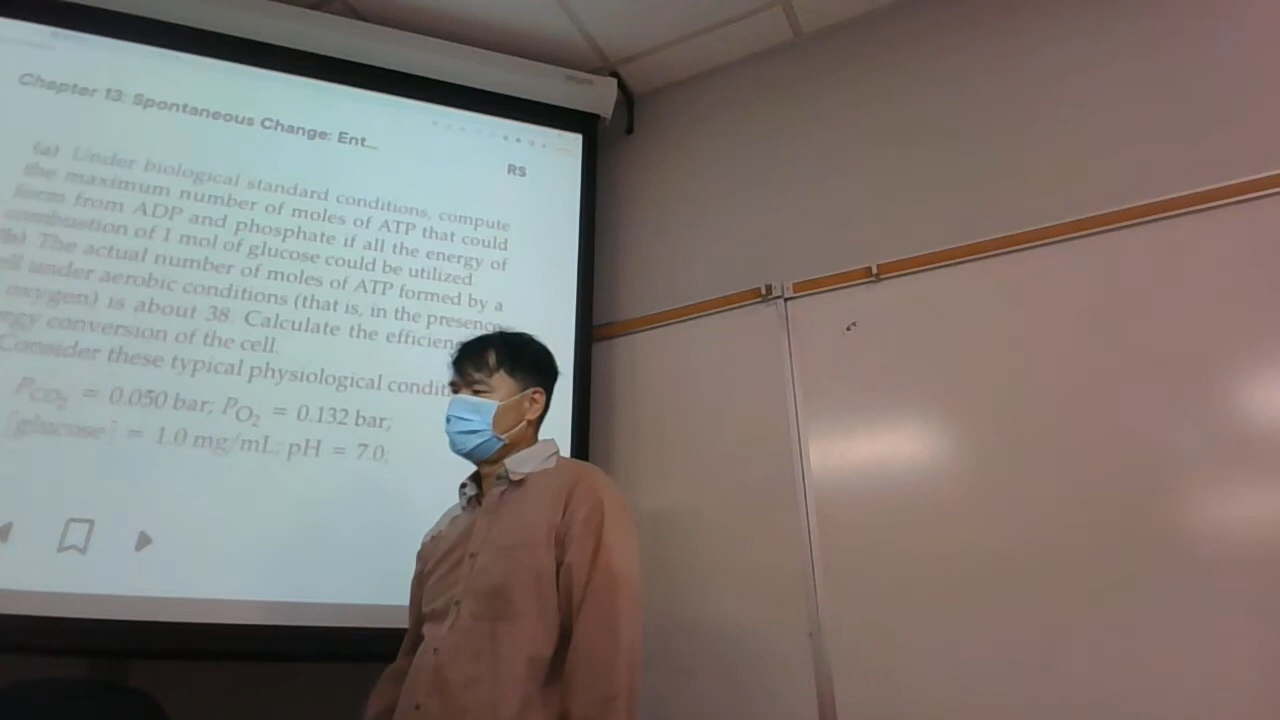 Chapter 13: Spontaneous Change: Ent...
RS
(a) Under biological standard conditions, compute
the maximum number of moles of ATP that could
form from ADP and phosphate if all the energy of
combustion of 1 mol of glucose could be utilized.
(b) The actual number of moles of ATP formed by a
under aerobic conditions (that is, in the presence
oxygen) is about 38. Calculate the
conversion of the cell.
Consider these typical physiological
P_CO₂ = 0.050 bar; P_O₂ = 0.132 bar;
[glucose] = 1.0 mg/mL; pH = 7.0;